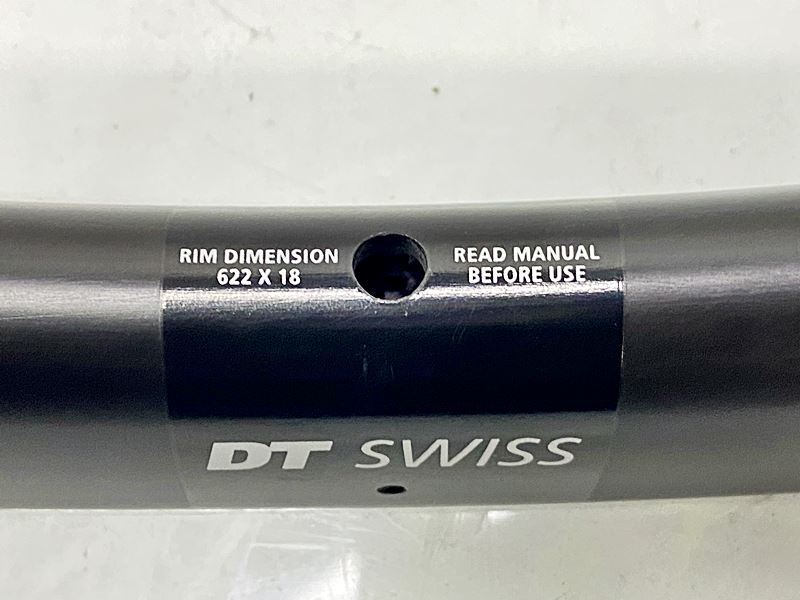 RIM DIMENSION
622 X 18
READ MANUAL
BEFORE USE
DT SWISS